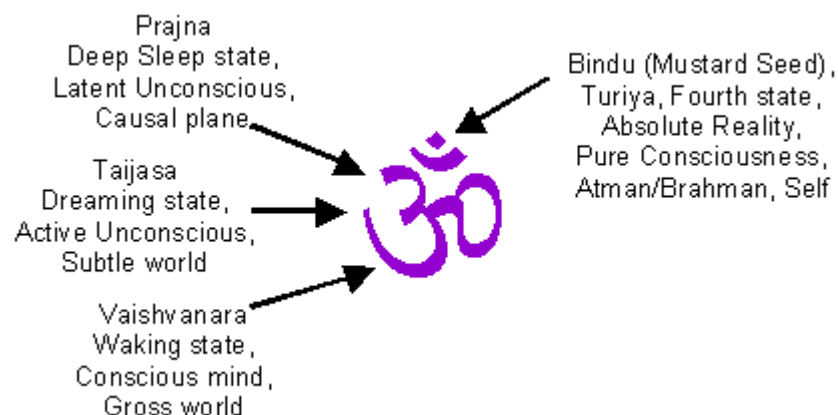 Prajna
Deep Sleep state,
Latent Unconscious,
Causal plane
Taijasa
Dreaming state,
Active Unconscious,
Subtle world
Vaishvanara
Waking state,
Conscious mind,
Gross world
Bindu (Mustard Seed),
Turiya, Fourth state,
Absolute Reality,
Pure Consciousness,
Atman/Brahman, Self
ॐ